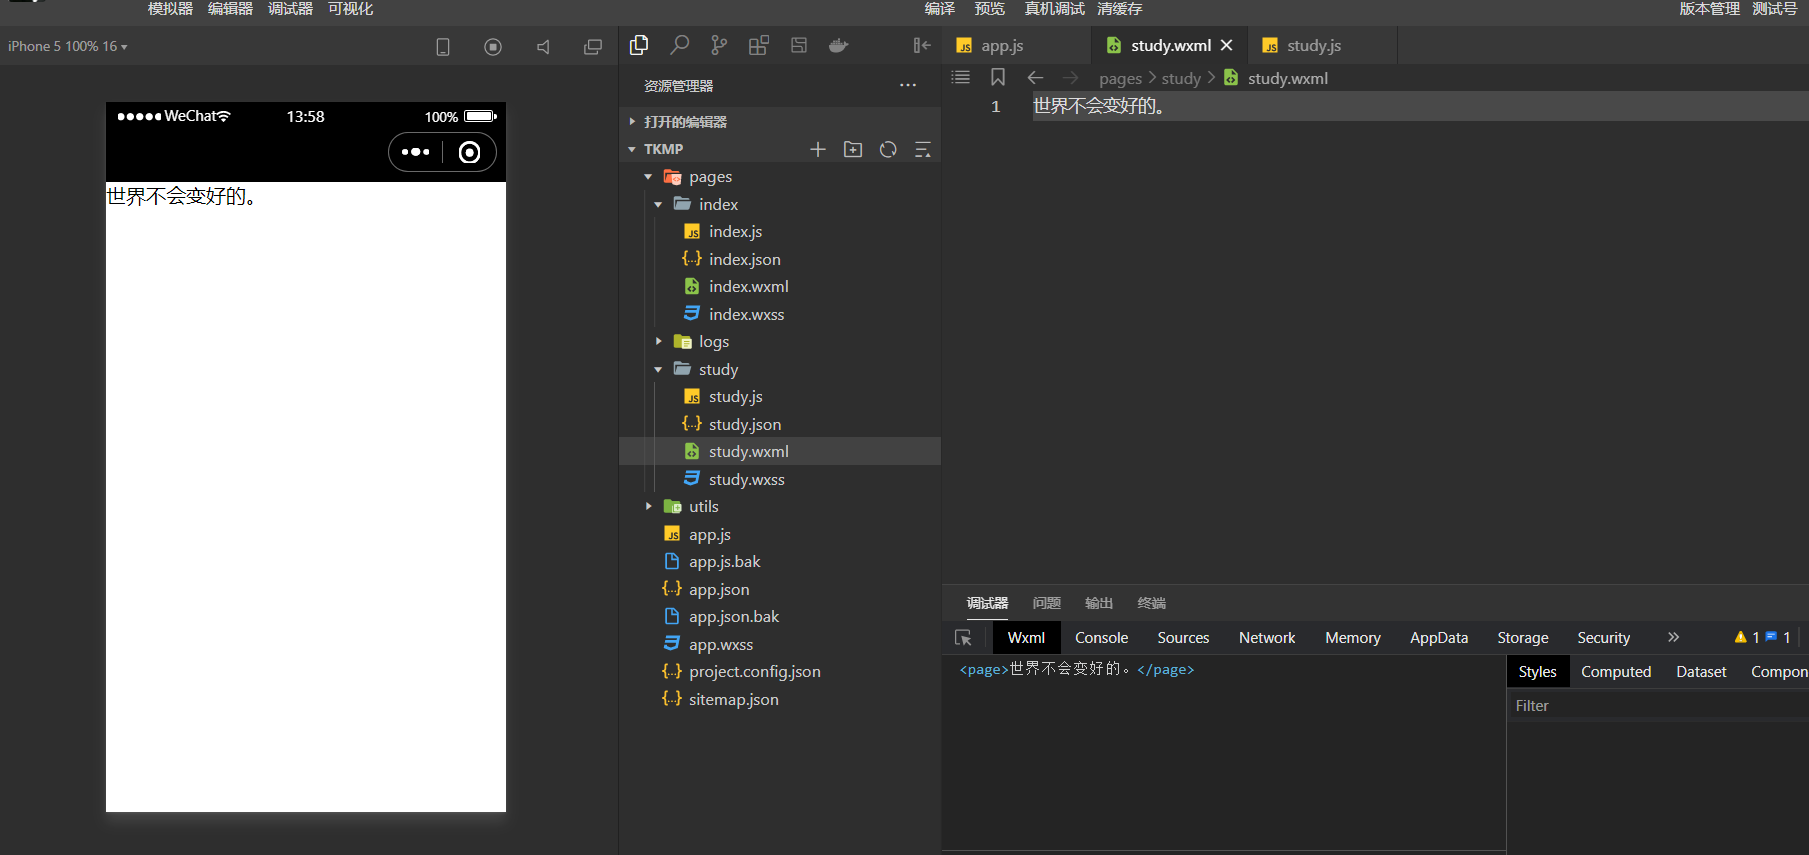 模拟器 编辑器 调试器 可视化 编译 预览 真机调试 清缓存 版本管理 测试号
iPhone 5 100% 16
WeChat 13:58 100%
世界不会变好的。
资源管理器
打开的编辑器
TKMP
pages
index
index.js
index.json
index.wxml
index.wxss
logs
study
study.js
study.json
study.wxml
study.wxss
utils
app.js
app.js.bak
app.json
app.json.bak
app.wxss
project.config.json
sitemap.json
app.js study.wxml study.js
pages study study.wxml
1 世界不会变好的。
调试器 问题 输出 终端
Wxml Console Sources Network Memory AppData Storage Security 1 1
<page>世界不会变好的。</page>
Styles Computed Dataset Compon
Filter